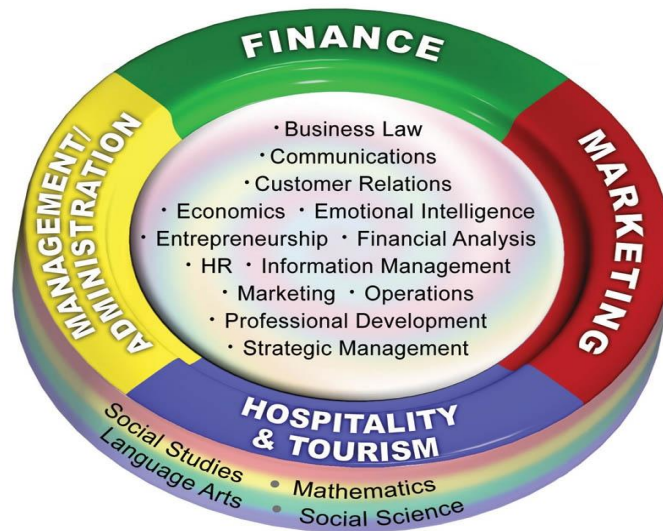 FINANCE
MANAGEMENT/
ADMINISTRATION
MARKETING
• Business Law
• Communications
• Customer Relations
• Economics • Emotional Intelligence
• Entrepreneurship • Financial Analysis
• HR • Information Management
• Marketing • Operations
• Professional Development
• Strategic Management
HOSPITALITY
& TOURISM
Social Studies • Mathematics
Language Arts • Social Science